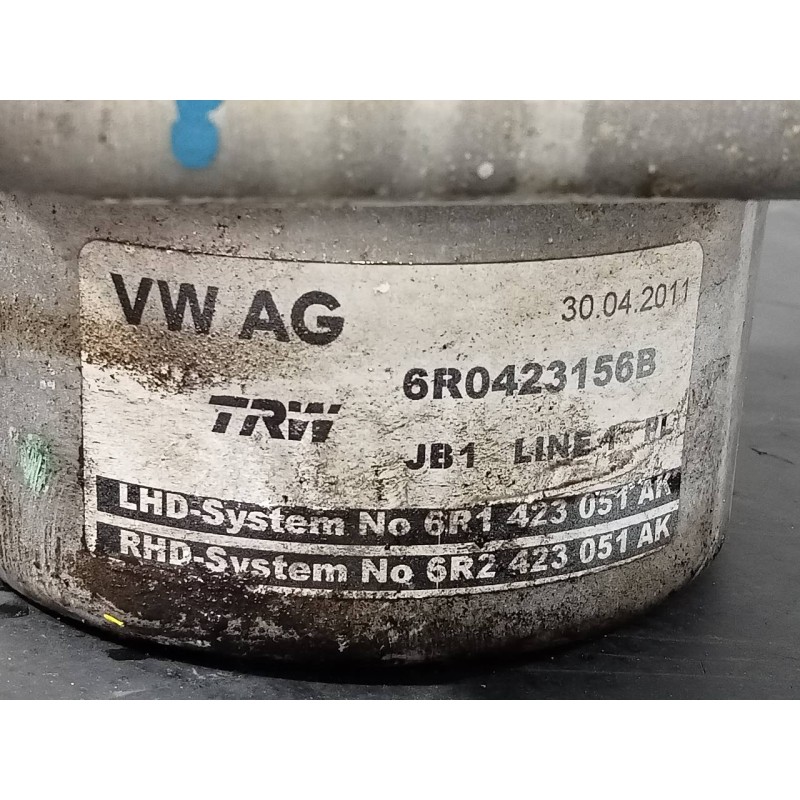 VW AG 30.04.2011
6R0423156B
TRW
JB1 LINE
LHD-System No 6R1 423 051 AK
RHD-System No 6R2 423 051 AK